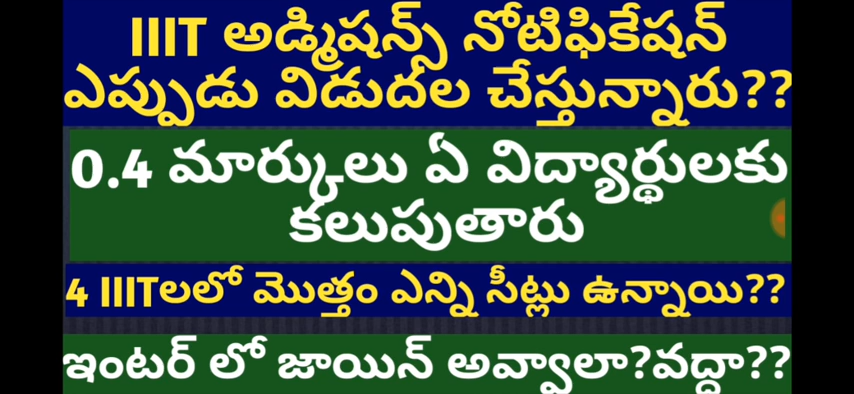 IIIT అడ్మిషన్స్ నోటిఫికేషన్
ఎప్పుడు విడుదల చేస్తున్నారు??
0.4 మార్కులు ఏ విద్యార్థులకు
కలుపుతారు
4 IIITలలో మొత్తం ఎన్ని సీట్లు ఉన్నాయి??
ఇంటర్ లో జాయిన్ అవ్వాలా?వద్దా??